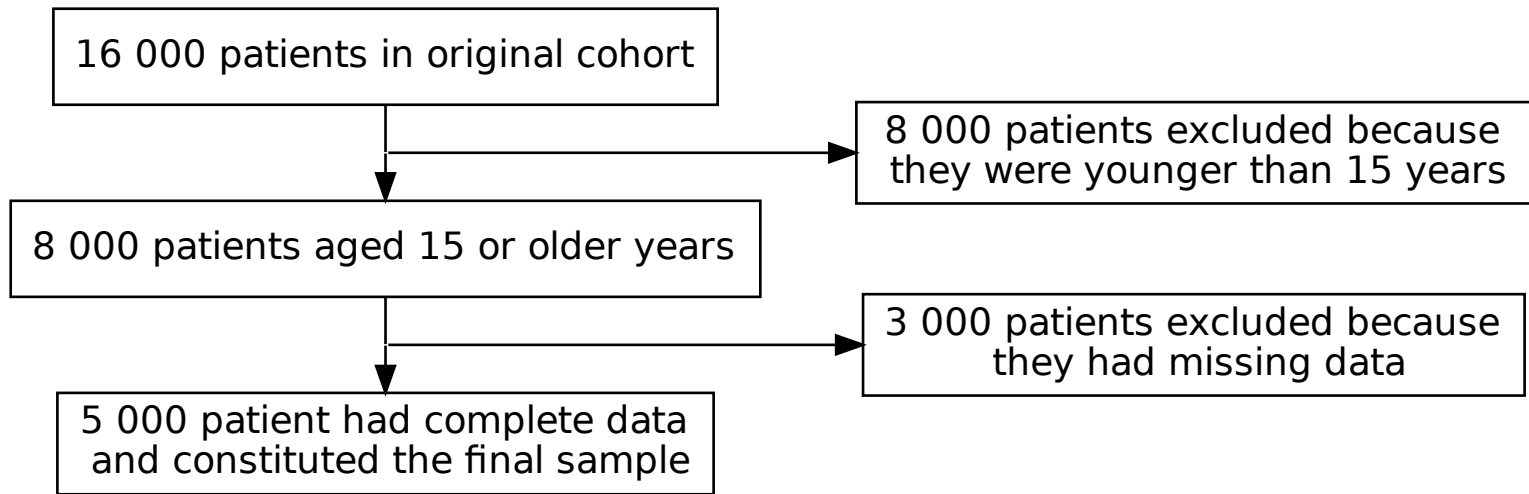 16 000 patients in original cohort
8 000 patients excluded because
they were younger than 15 years
8 000 patients aged 15 or older years
3 000 patients excluded because
they had missing data
5 000 patient had complete data
and constituted the final sample